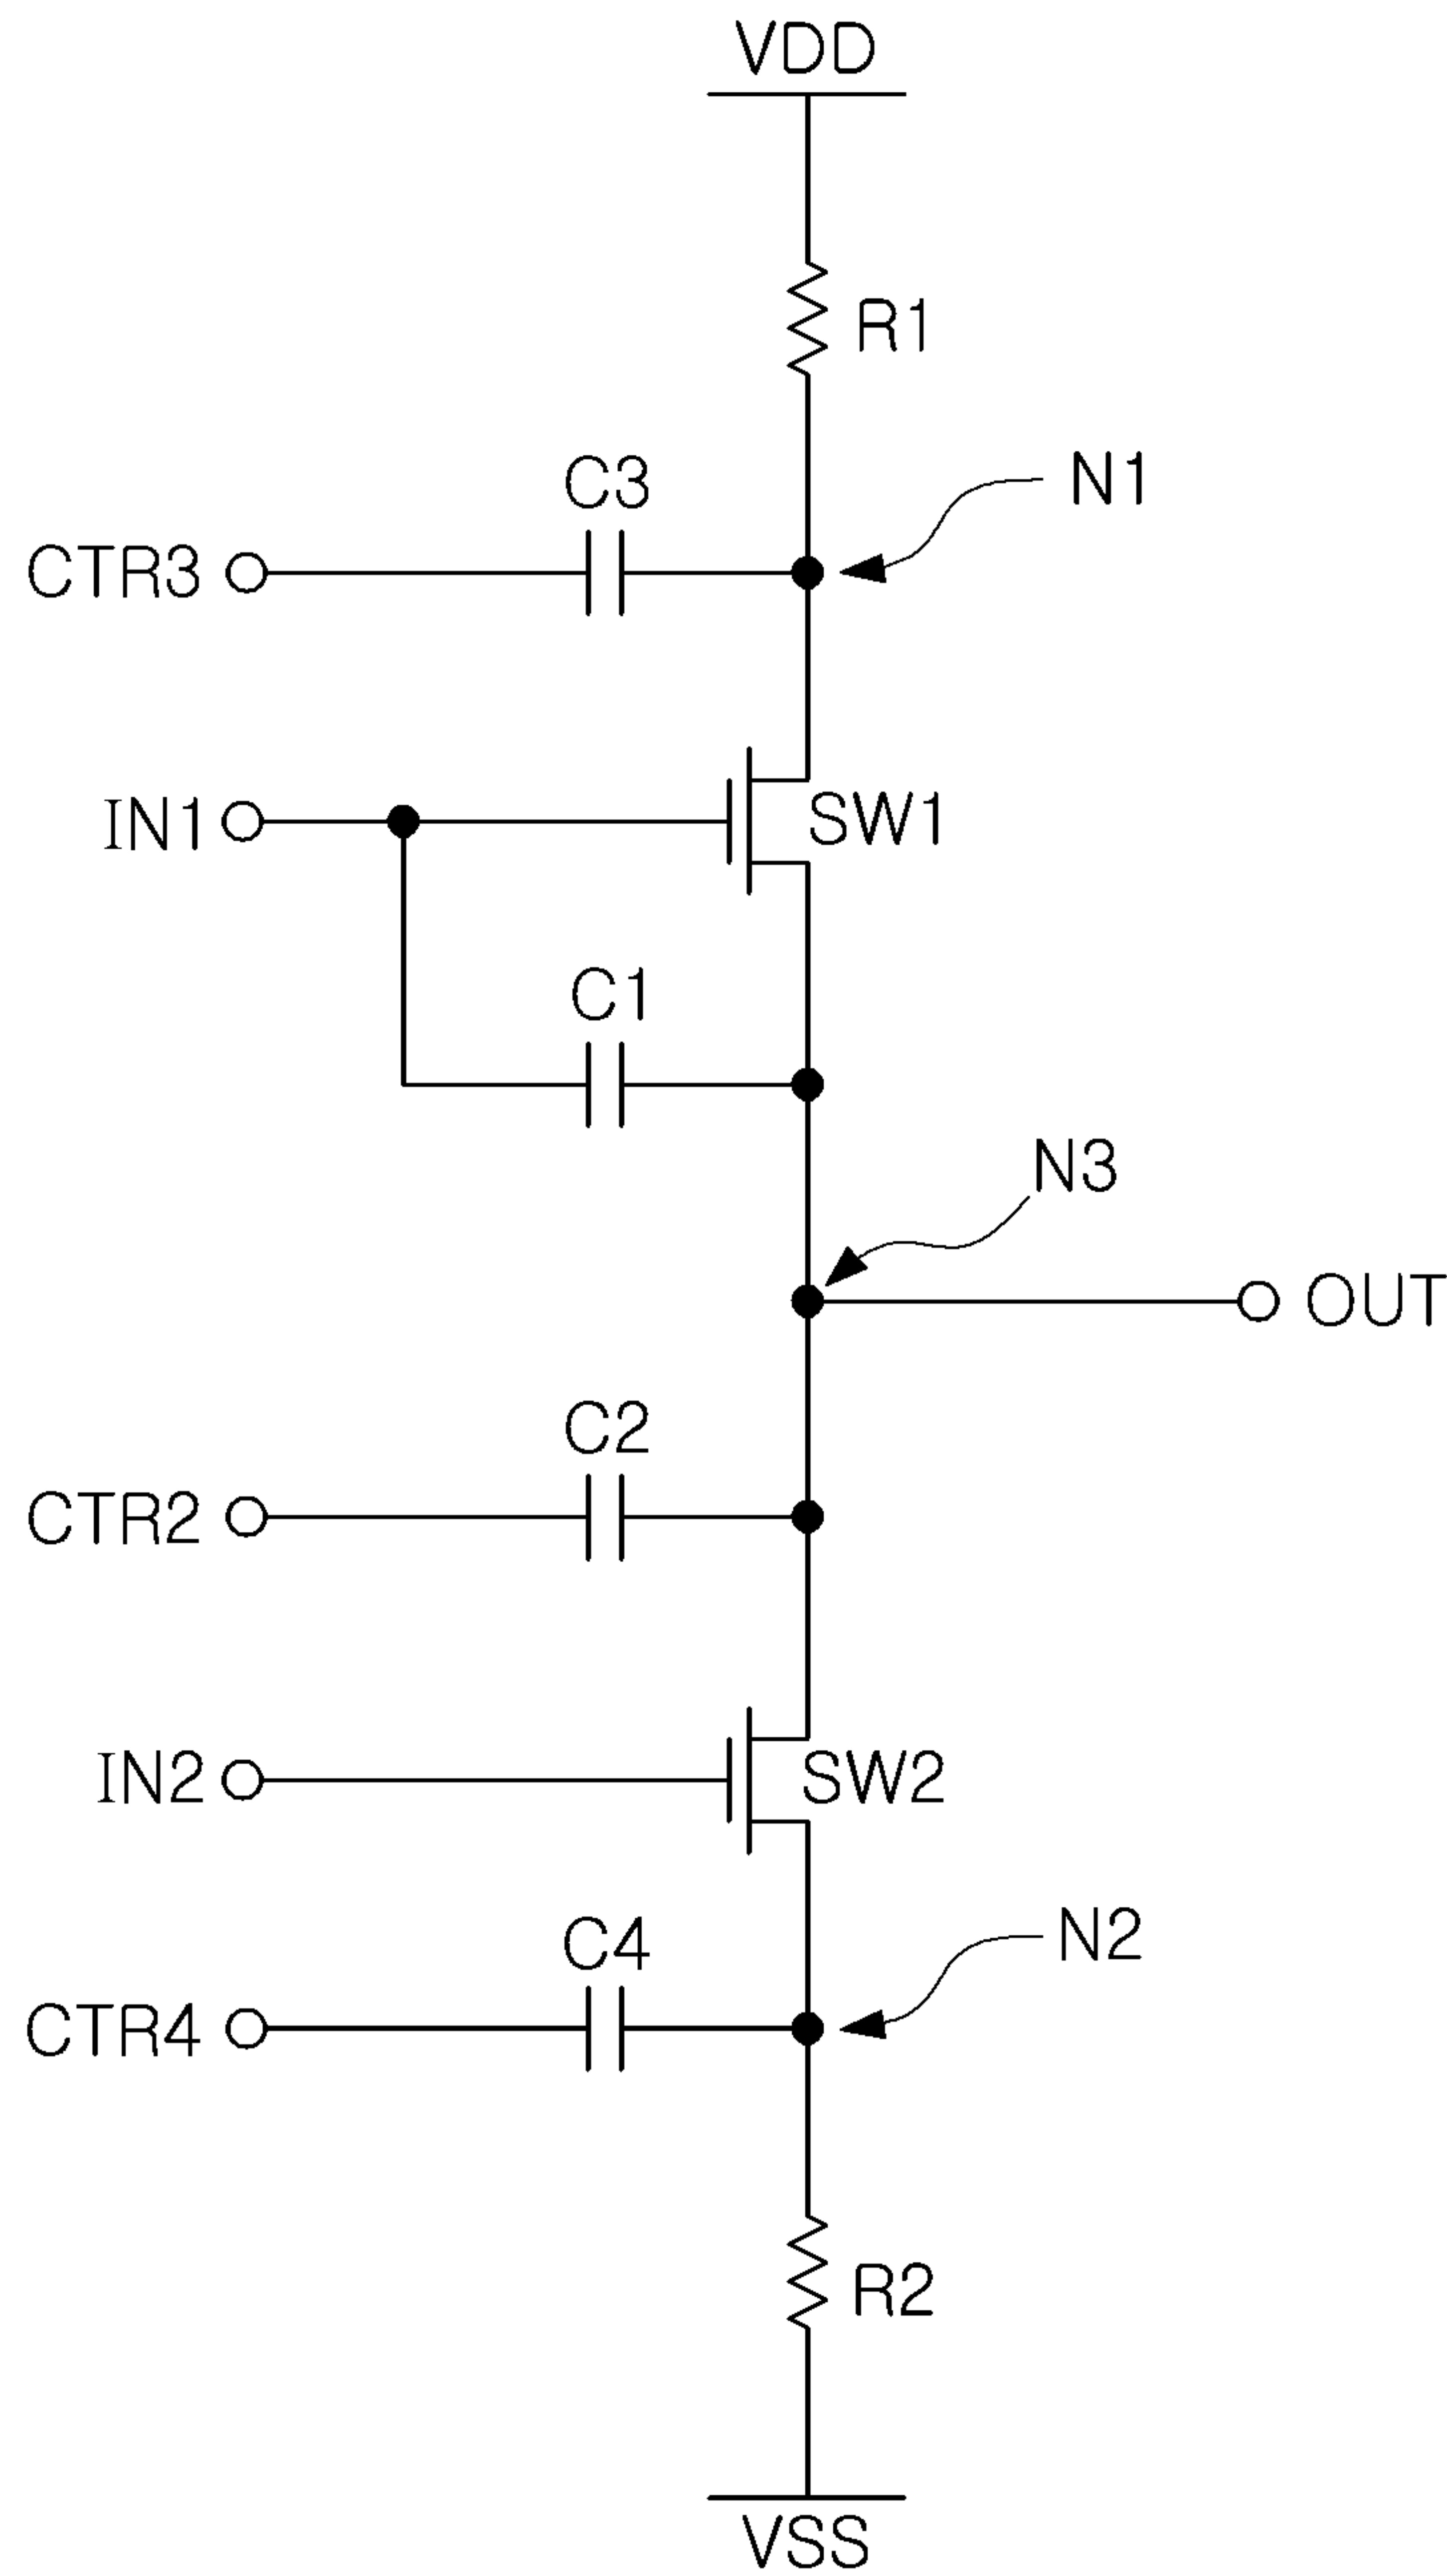 VDD
R1
C3
N1
CTR3
IN1
SW1
C1
N3
OUT
C2
CTR2
IN2
SW2
C4
N2
CTR4
R2
VSS